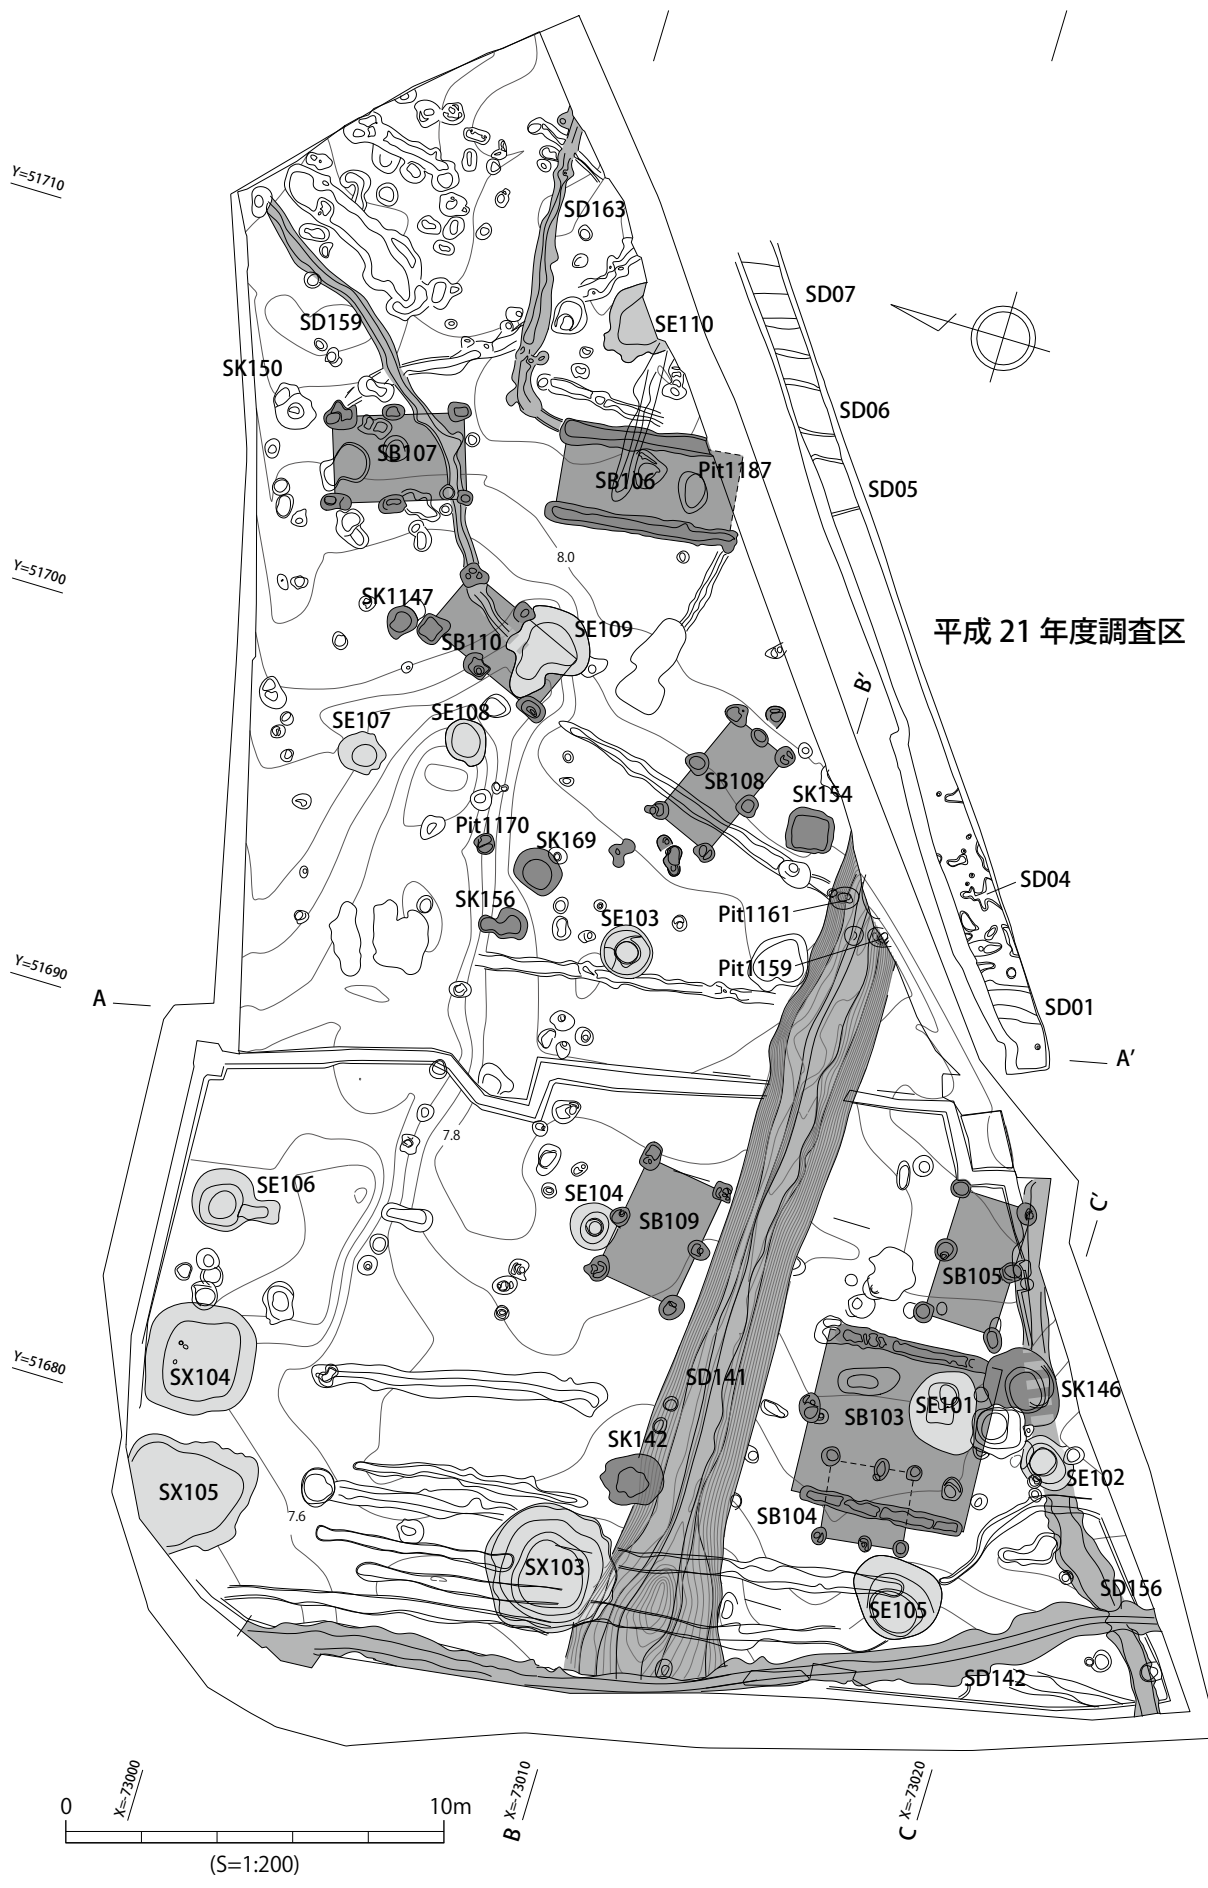 Y=51710
SD163
SD07
SE110
SD159
SK150
SD06
SB107
SB106
Pit1187
SD05
8.0
Y=51700
SK1147
SB110
SE109
平成 21 年度調査区
B'
SE107
SE108
SB108
SK154
Pit1170
SK169
SD04
SK156
SE103
Pit1161
Pit1159
Y=51690
A
SD01
A'
7.8
SE106
SE104
SB109
C'
SB105
Y=51680
SX104
SD141
SK146
SE101
SB103
SK142
SE102
SX105
7.6
SB104
SX103
SD156
SE105
SD142
0
10m
(S=1:200)
X=-73000
B X=-73010
C X=-73020